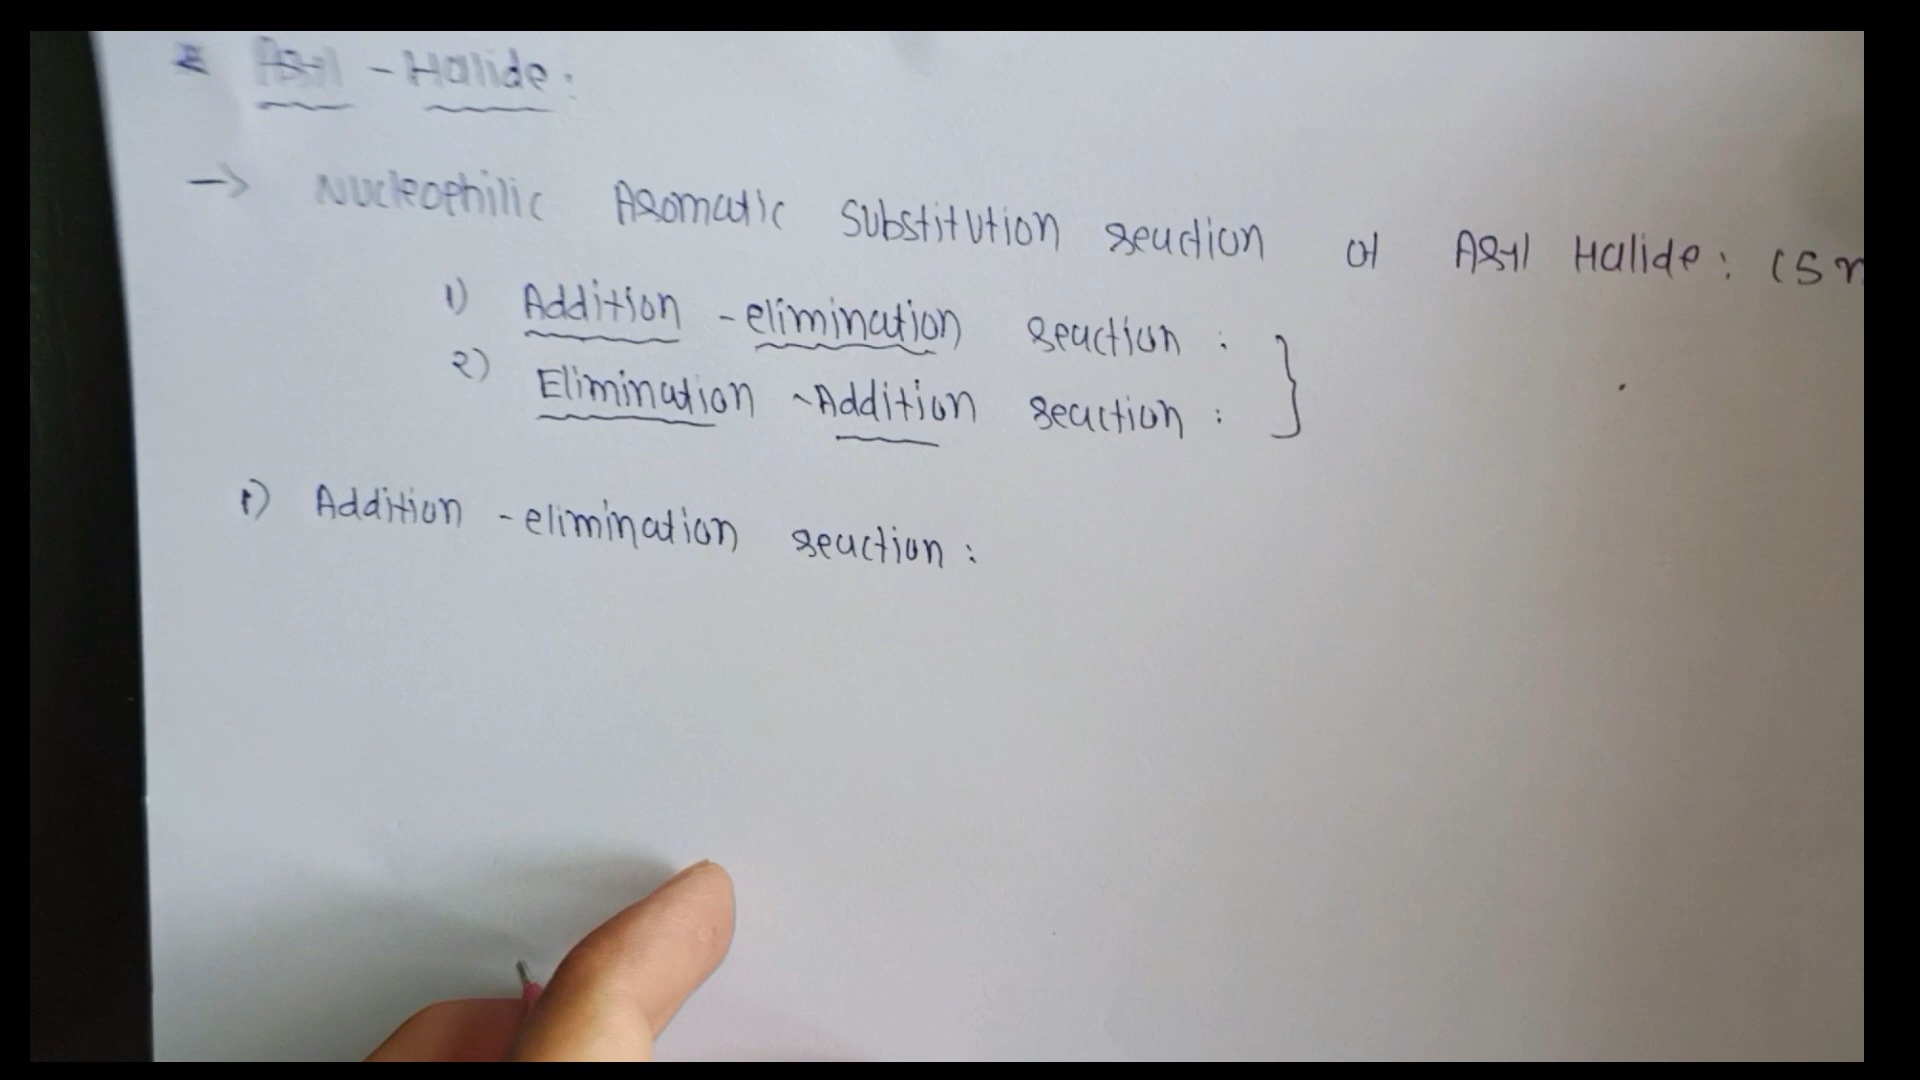 Aryl - Halide:
→ Nucleophilic Aromatic Substitution reaction of Aryl Halide: (Sn
1) Addition - elimination reaction :
2) Elimination - Addition reaction :
1) Addition - elimination reaction :